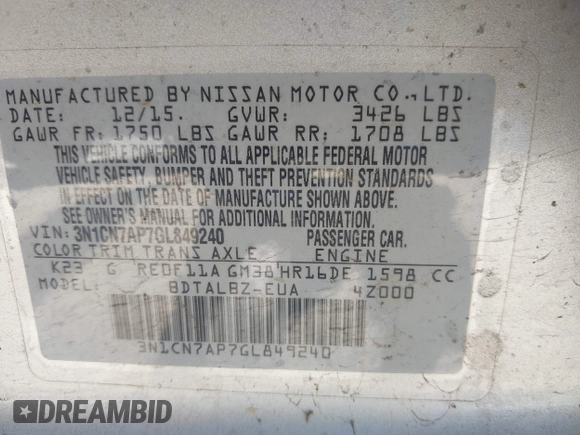 MANUFACTURED BY NISSAN MOTOR CO.,LTD.
DATE: 12/15. GVWR: 3426 LBS
GAWR FR: 1750 LBS GAWR RR: 1708 LBS
THIS VEHICLE CONFORMS TO ALL APPLICABLE FEDERAL MOTOR
VEHICLE SAFETY, BUMPER AND THEFT PREVENTION STANDARDS
IN EFFECT ON THE DATE OF MANUFACTURE SHOWN ABOVE.
SEE OWNER'S MANUAL FOR ADDITIONAL INFORMATION.
VIN: 3N1CN7AP7GL849240 PASSENGER CAR.
COLOR TRIM TRANS AXLE ENGINE
K23 G RE0F11A GM38 HR16DE 1598 CC
MODEL: BDTALBZ-EUA 4Z000
3N1CN7AP7GL849240
DREAMBID